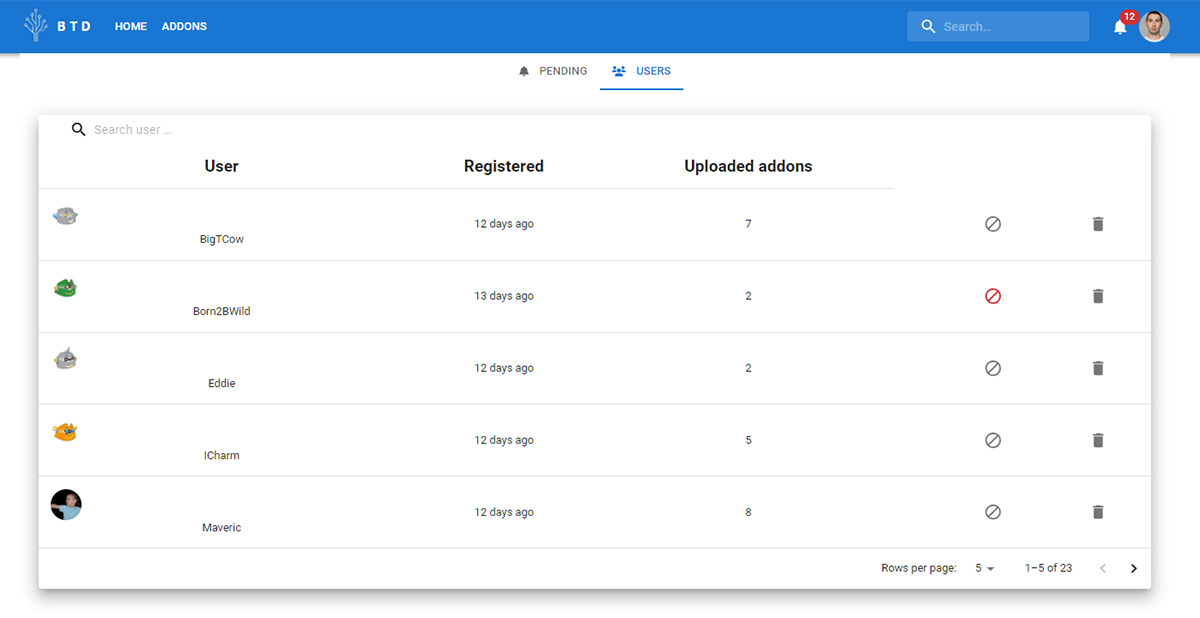 BTD HOME ADDONS Search... 12
PENDING USERS
Search user ...
User Registered Uploaded addons
12 days ago 7
BigTCow
13 days ago 2
Born2BWild
12 days ago 2
Eddie
12 days ago 5
ICharm
12 days ago 8
Maveric
Rows per page: 5 1–5 of 23